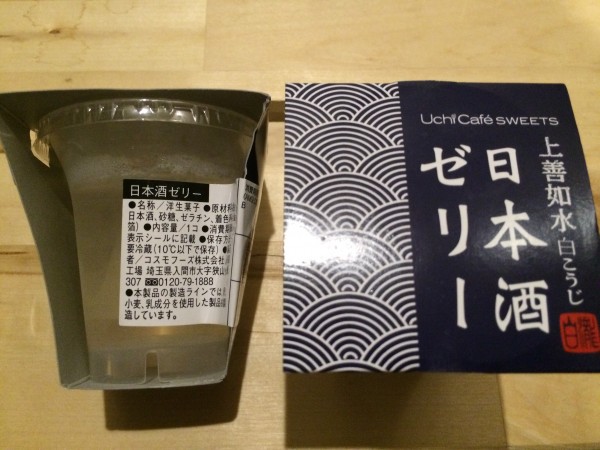 日本酒ゼリー
●名称／洋生菓子 ●原材料
日本酒、砂糖、ゼラチン、着色
箔) ●内容量／1コ ●消費期
表示シールに記載 ●保存方
要冷蔵(10℃以下で保存) ●
者／コスモフーズ株式会社
工場 埼玉県入間市大字狭山
307 0120-79-1888
●本製品の製造ラインでは
小麦、乳成分を使用した製品
造しています。
Uchi Café SWEETS
上善如水 白こうじ
日本酒
ゼリー
白瀧